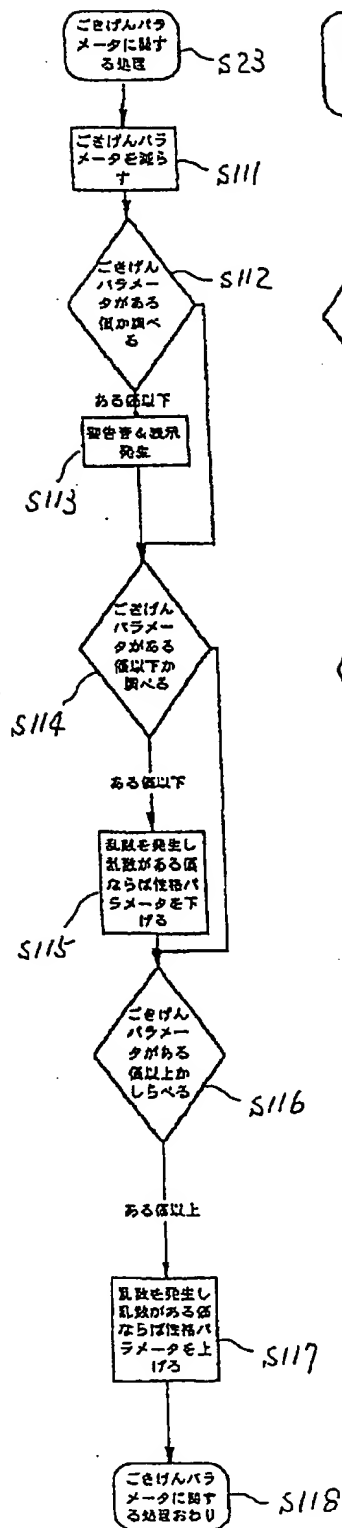 ごきげんパラ
メータに関す
る処理
S23
ごきげんパラ
メータを減ら
す
S111
ごきげん
パラメー
タがある
値か調べ
る
S112
ある値以下
警告音&表示
発生
S113
ごきげん
パラメー
タがある
値以下か
調べる
S114
ある値以下
乱数を発生し
乱数がある値
ならば性格パ
ラメータを下
げる
S115
ごきげん
パラメー
タがある
値以上か
しらべる
S116
ある値以上
乱数を発生し
乱数がある値
ならば性格パ
ラメータを上
げる
S117
ごきげんパラ
メータに関す
る処理おわり
S118